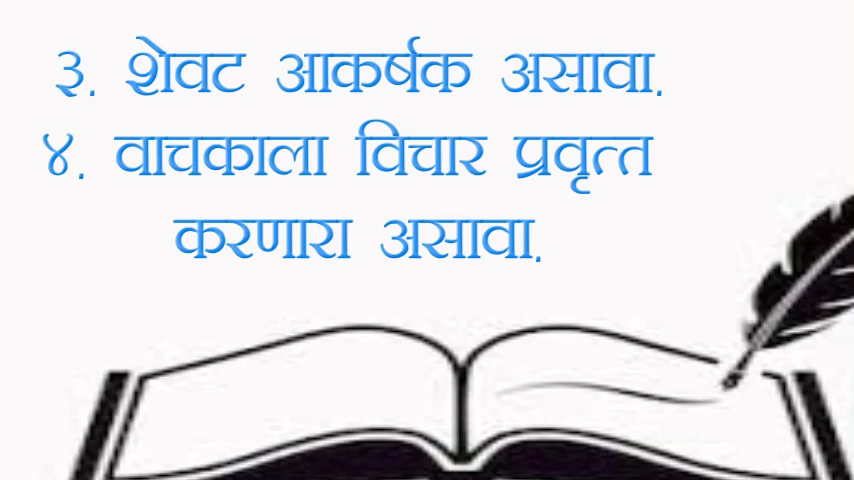 ३. शेवट आकर्षक असावा.
४. वाचकाला विचार प्रवृत्त
करणारा असावा.